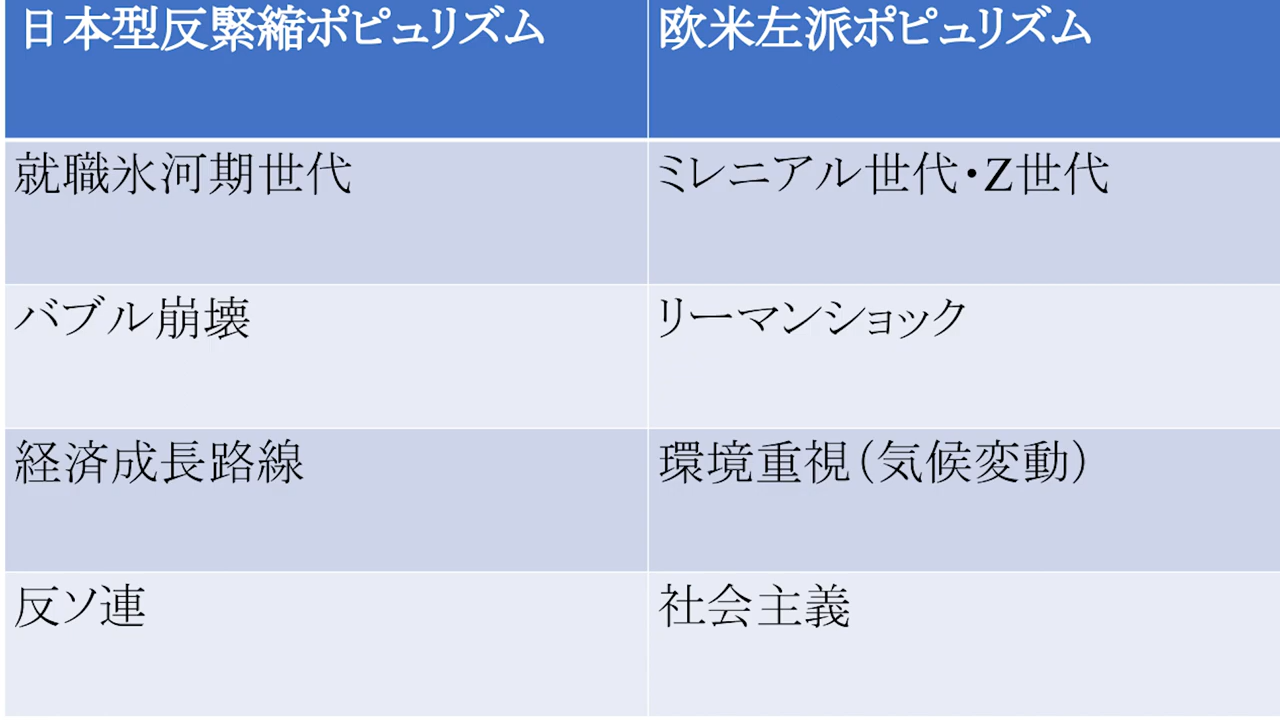 日本型反緊縮ポピュリズム
欧米左派ポピュリズム
就職氷河期世代
ミレニアル世代・Z世代
バブル崩壊
リーマンショック
経済成長路線
環境重視（気候変動）
反ソ連
社会主義